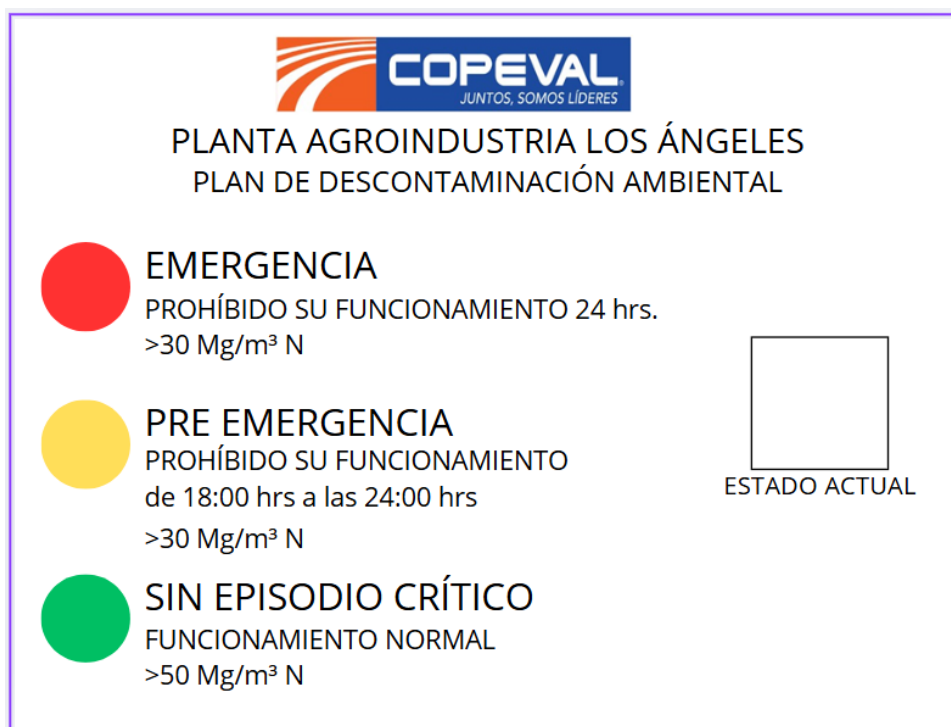 COPEVAL®
JUNTOS, SOMOS LÍDERES
PLANTA AGROINDUSTRIA LOS ÁNGELES
PLAN DE DESCONTAMINACIÓN AMBIENTAL
EMERGENCIA
PROHÍBIDO SU FUNCIONAMIENTO 24 hrs.
>30 Mg/m³ N
PRE EMERGENCIA
PROHÍBIDO SU FUNCIONAMIENTO
de 18:00 hrs a las 24:00 hrs
>30 Mg/m³ N
ESTADO ACTUAL
SIN EPISODIO CRÍTICO
FUNCIONAMIENTO NORMAL
>50 Mg/m³ N